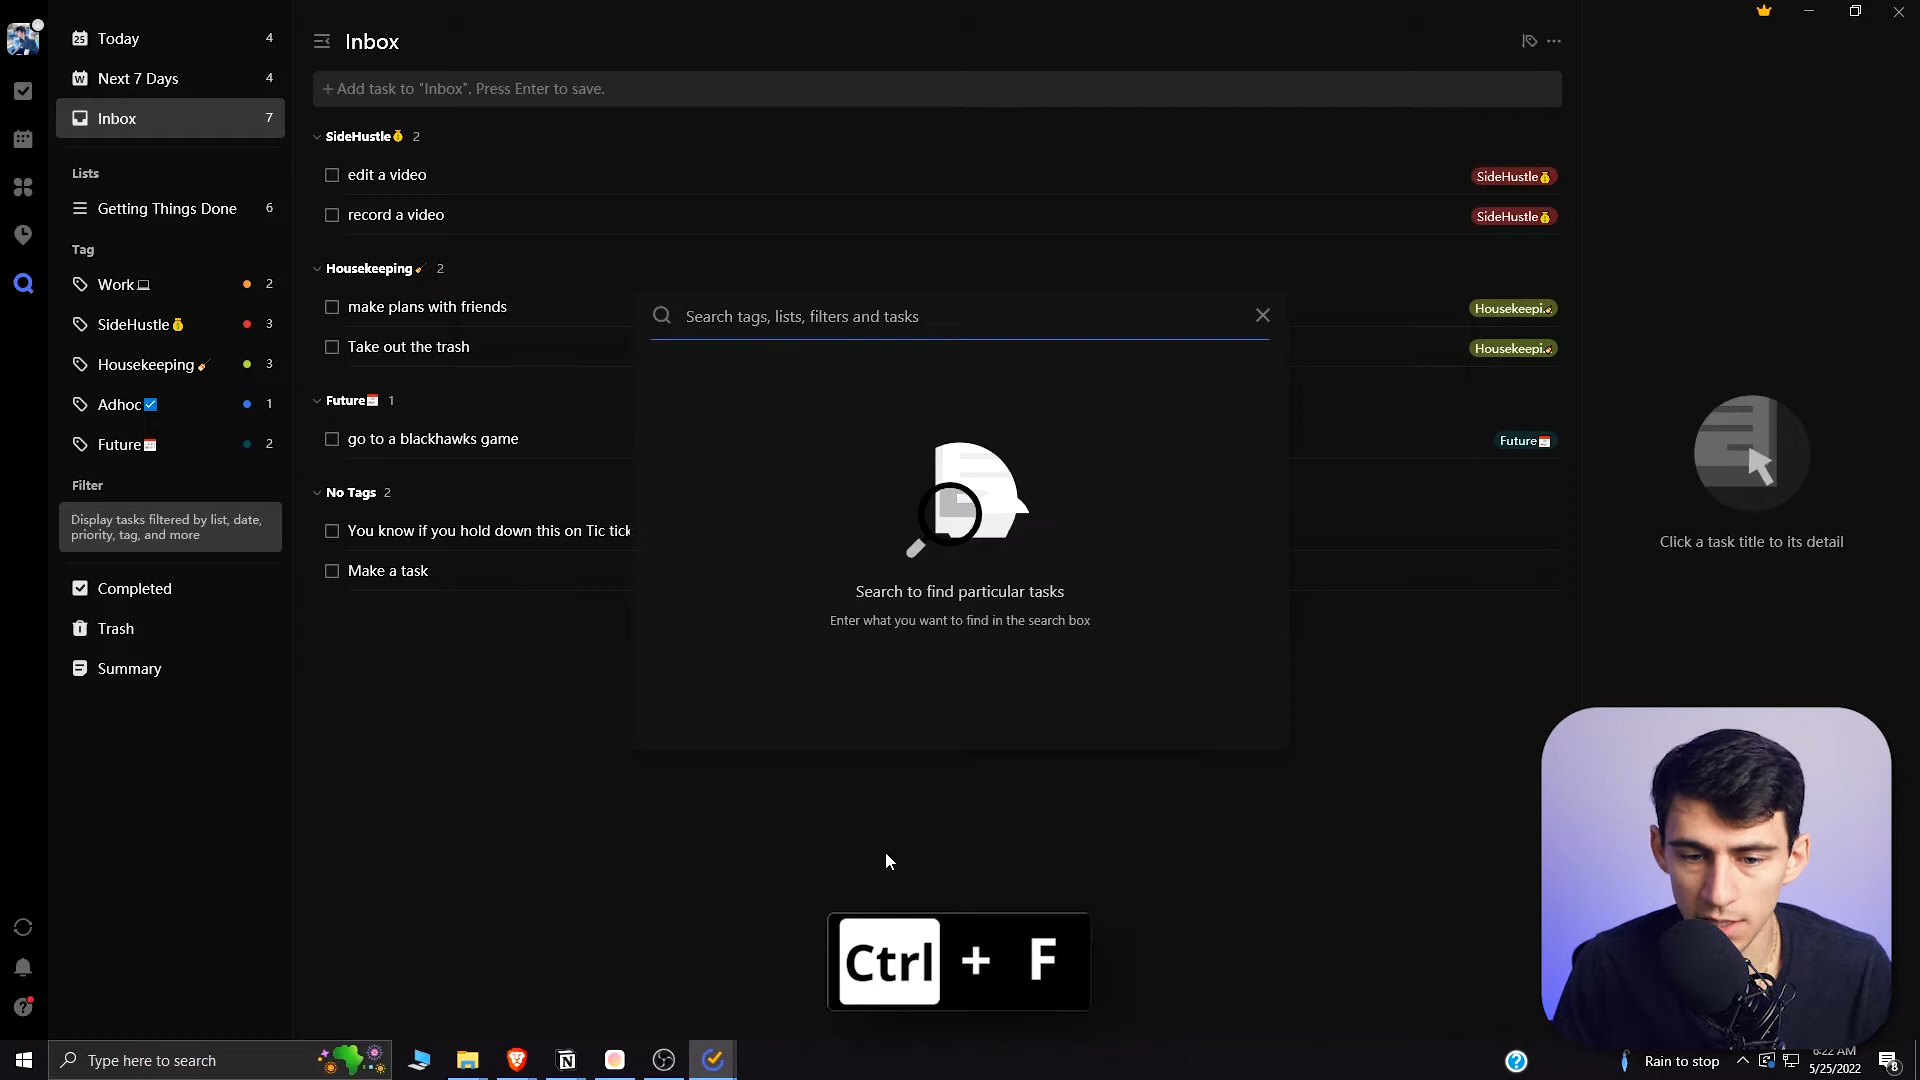 25 Today 4
W Next 7 Days 4
Inbox 7
Lists
Getting Things Done 6
Tag
Work 2
SideHustle 3
Housekeeping 3
Adhoc 1
Future 2
Filter
Display tasks filtered by list, date,
priority, tag, and more
Completed
Trash
Summary
Inbox
+ Add task to "Inbox". Press Enter to save.
SideHustle 2
edit a video SideHustle
record a video SideHustle
Housekeeping 2
make plans with friends Housekeepi..
Take out the trash Housekeepi..
Future 1
go to a blackhawks game Future
No Tags 2
You know if you hold down this on Tic tick
Make a task
Search tags, lists, filters and tasks
Search to find particular tasks
Enter what you want to find in the search box
Click a task title to its detail
Ctrl + F
Type here to search
Rain to stop
6:22 AM
5/25/2022
8